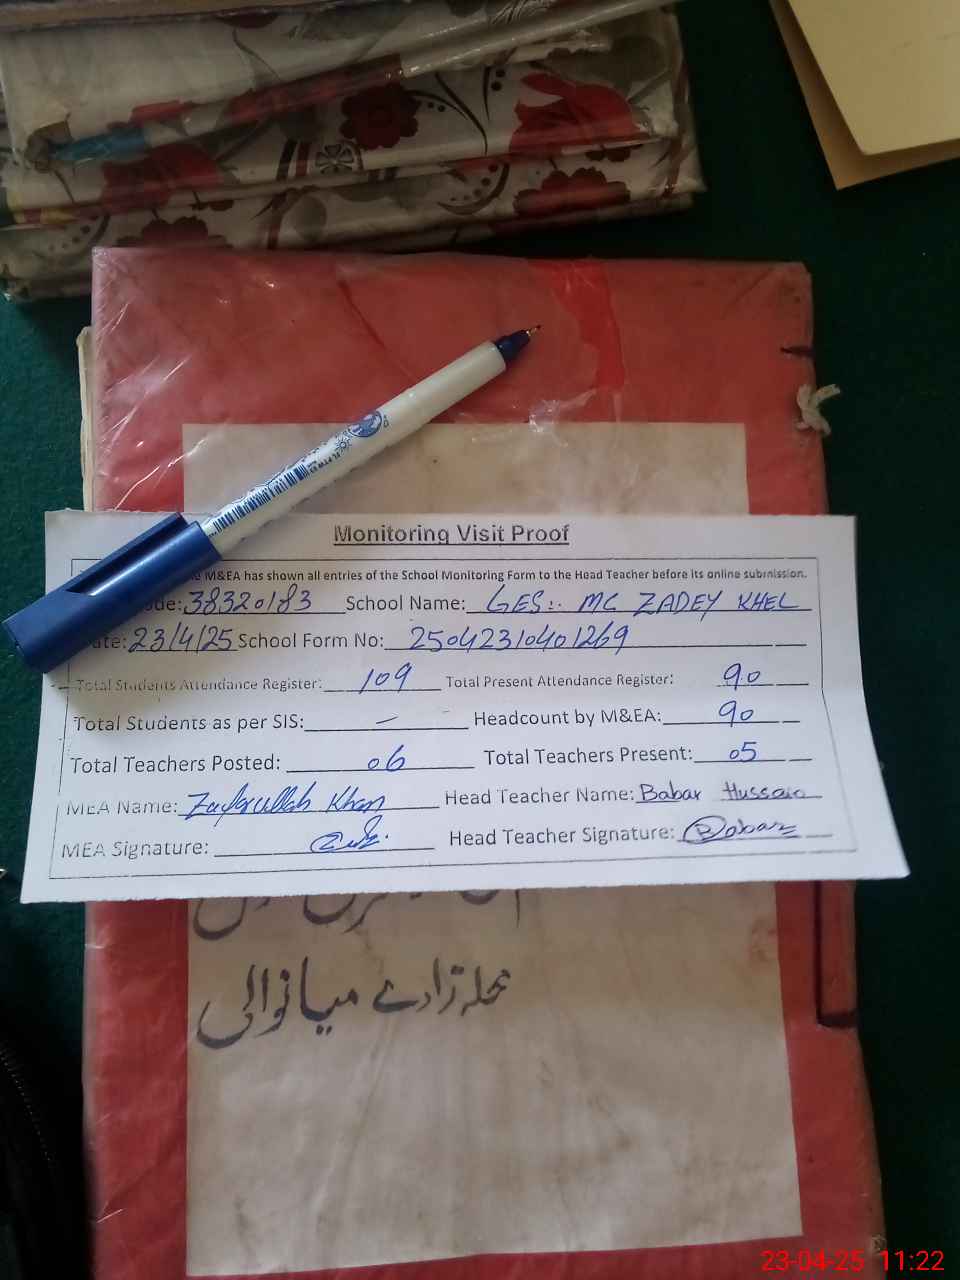 Monitoring Visit Proof
M&EA has shown all entries of the School Monitoring Form to the Head Teacher before its online submission.
ode: 38320183 School Name: GES:. MC ZADEY KHEL
ate: 23/4/25 School Form No: 25042310401269
Total Students Attendance Register: 109 Total Present Attendance Register: 90
Total Students as per SIS: – Headcount by M&EA: 90
Total Teachers Posted: 06 Total Teachers Present: 05
MEA Name: Zafarullah Khan Head Teacher Name: Babar Hussain
MEA Signature: Head Teacher Signature: Babar
محلہ زادے میانوالی
23-04-25 11:22